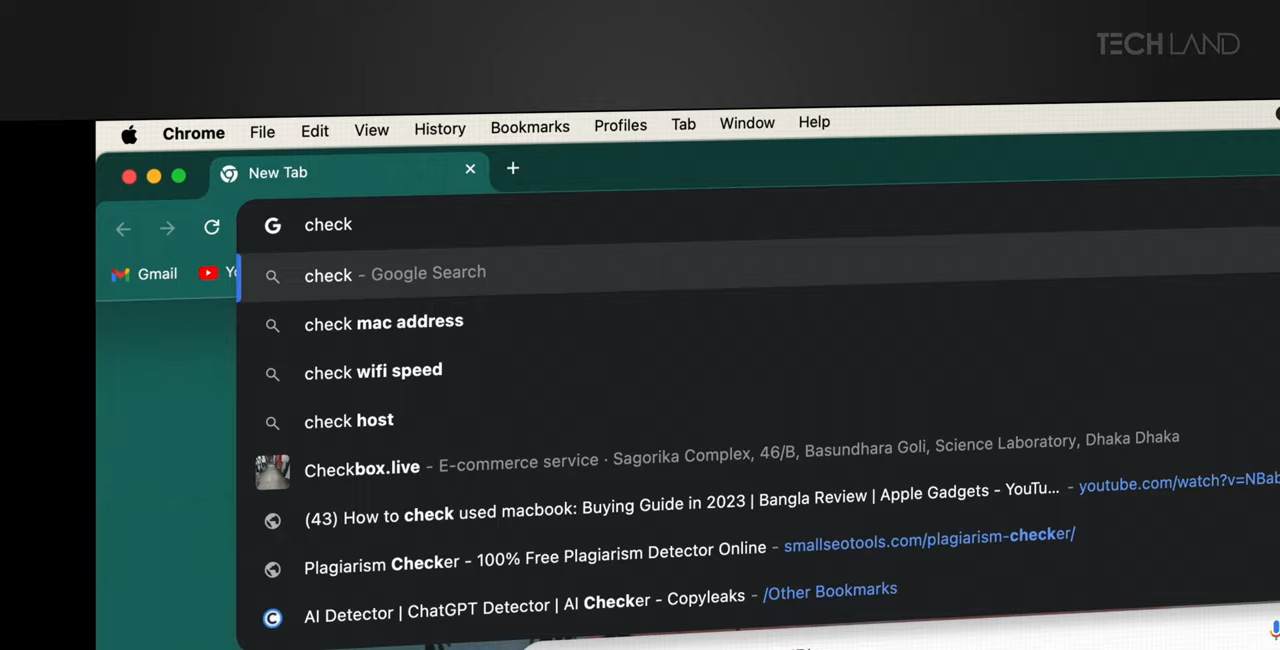 TECH LAND
Chrome File Edit View History Bookmarks Profiles Tab Window Help
New Tab
check
Gmail
check - Google Search
check mac address
check wifi speed
check host
Checkbox.live - E-commerce service · Sagorika Complex, 46/B, Basundhara Goli, Science Laboratory, Dhaka Dhaka
(43) How to check used macbook: Buying Guide in 2023 | Bangla Review | Apple Gadgets - YouTu... - youtube.com/watch?v=NBab
Plagiarism Checker - 100% Free Plagiarism Detector Online - smallseotools.com/plagiarism-checker/
AI Detector | ChatGPT Detector | AI Checker - Copyleaks - /Other Bookmarks